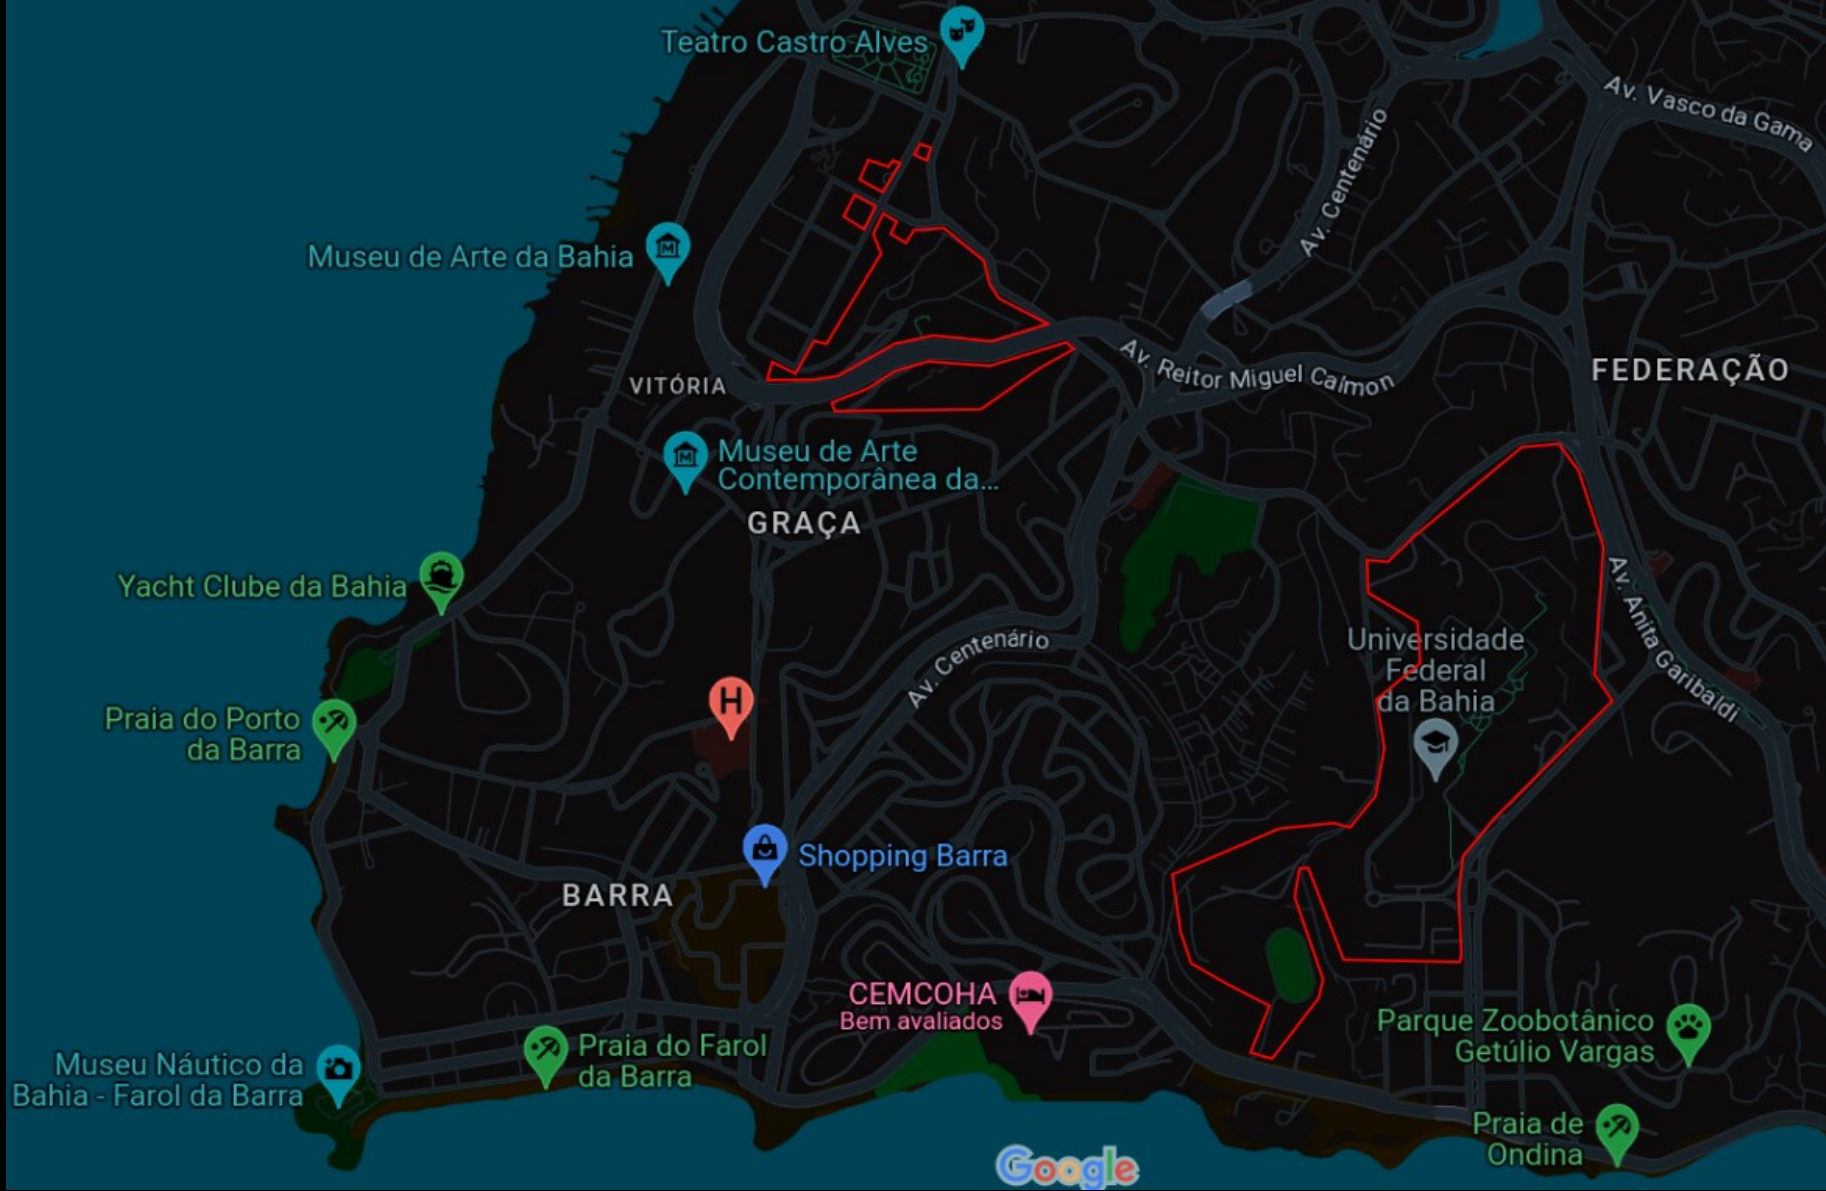 Teatro Castro Alves
Av. Vasco da Gama
Av. Centenário
Museu de Arte da Bahia
Av. Reitor Miguel Calmon
FEDERAÇÃO
VITÓRIA
Museu de Arte
Contemporânea da...
GRAÇA
Yacht Clube da Bahia
Av. Anita Garibaldi
Av. Centenário
Universidade
Federal
da Bahia
H
Praia do Porto
da Barra
Shopping Barra
BARRA
CEMCOHA
Bem avaliados
Parque Zoobotânico
Getúlio Vargas
Praia do Farol
da Barra
Museu Náutico da
Bahia - Farol da Barra
Praia de
Ondina
Google